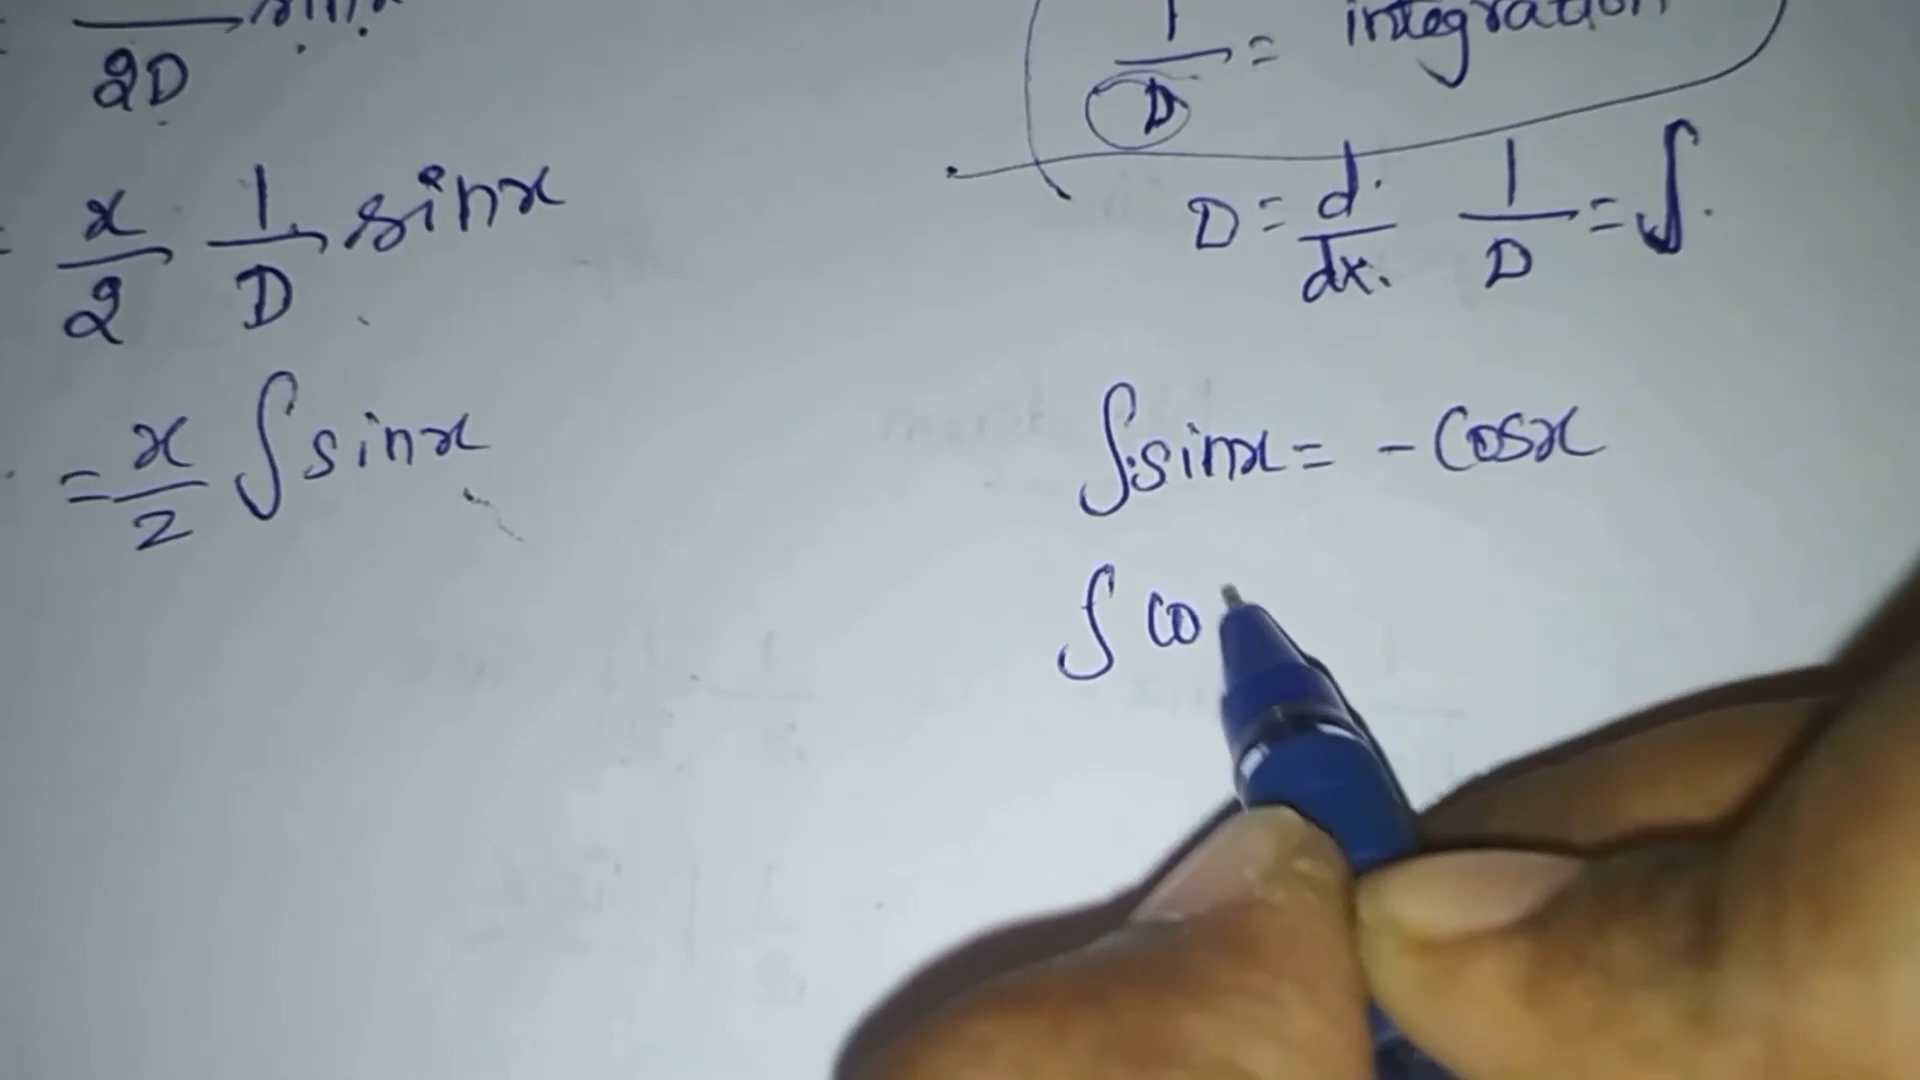 2D
1/D = integration
= x/2 1/D sinx
D = d/dx. 1/D = ∫.
= x/2 ∫ sinx
∫ sinx = - Cosx
∫ co